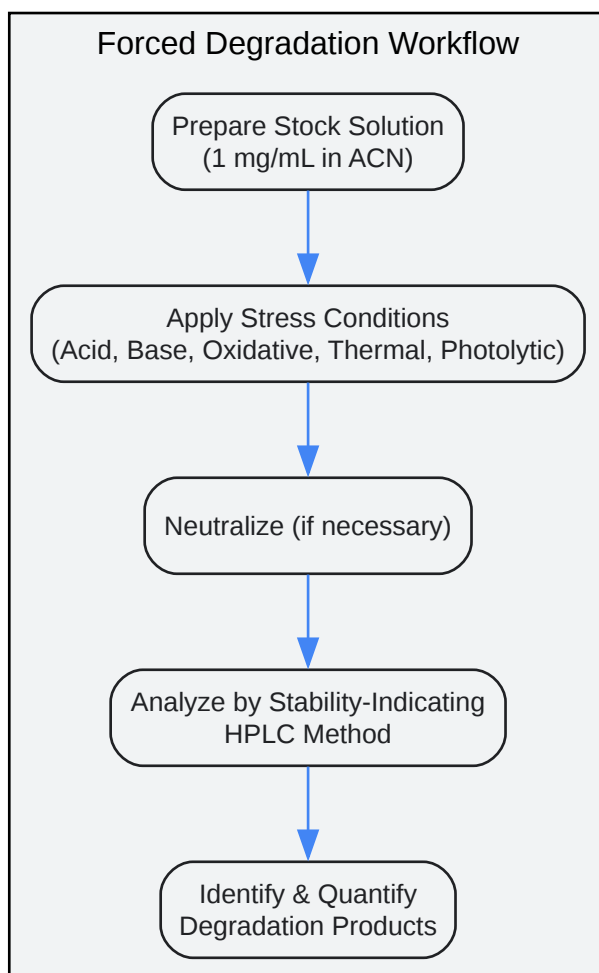 Forced Degradation Workflow
Prepare Stock Solution
(1 mg/mL in ACN)
Apply Stress Conditions
(Acid, Base, Oxidative, Thermal, Photolytic)
Neutralize (if necessary)
Analyze by Stability-Indicating
HPLC Method
Identify & Quantify
Degradation Products